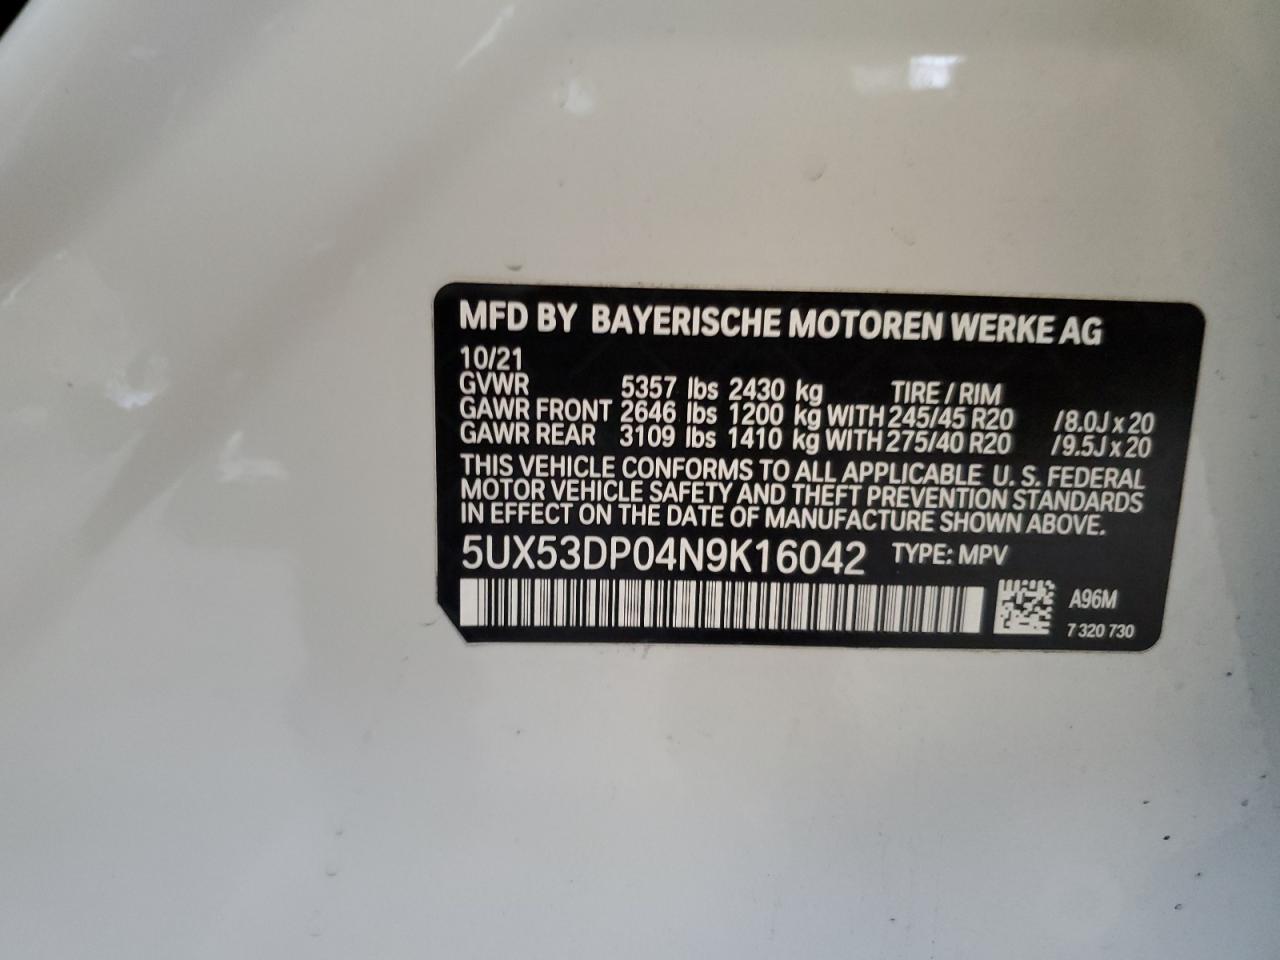 MFD BY BAYERISCHE MOTOREN WERKE AG
10/21
GVWR 5357 lbs 2430 kg TIRE / RIM
GAWR FRONT 2646 lbs 1200 kg WITH 245/45 R20 /8.0J x 20
GAWR REAR 3109 lbs 1410 kg WITH 275/40 R20 /9.5J x 20
THIS VEHICLE CONFORMS TO ALL APPLICABLE U. S. FEDERAL
MOTOR VEHICLE SAFETY AND THEFT PREVENTION STANDARDS
IN EFFECT ON THE DATE OF MANUFACTURE SHOWN ABOVE.
5UX53DP04N9K16042 TYPE: MPV
A96M
7 320 730